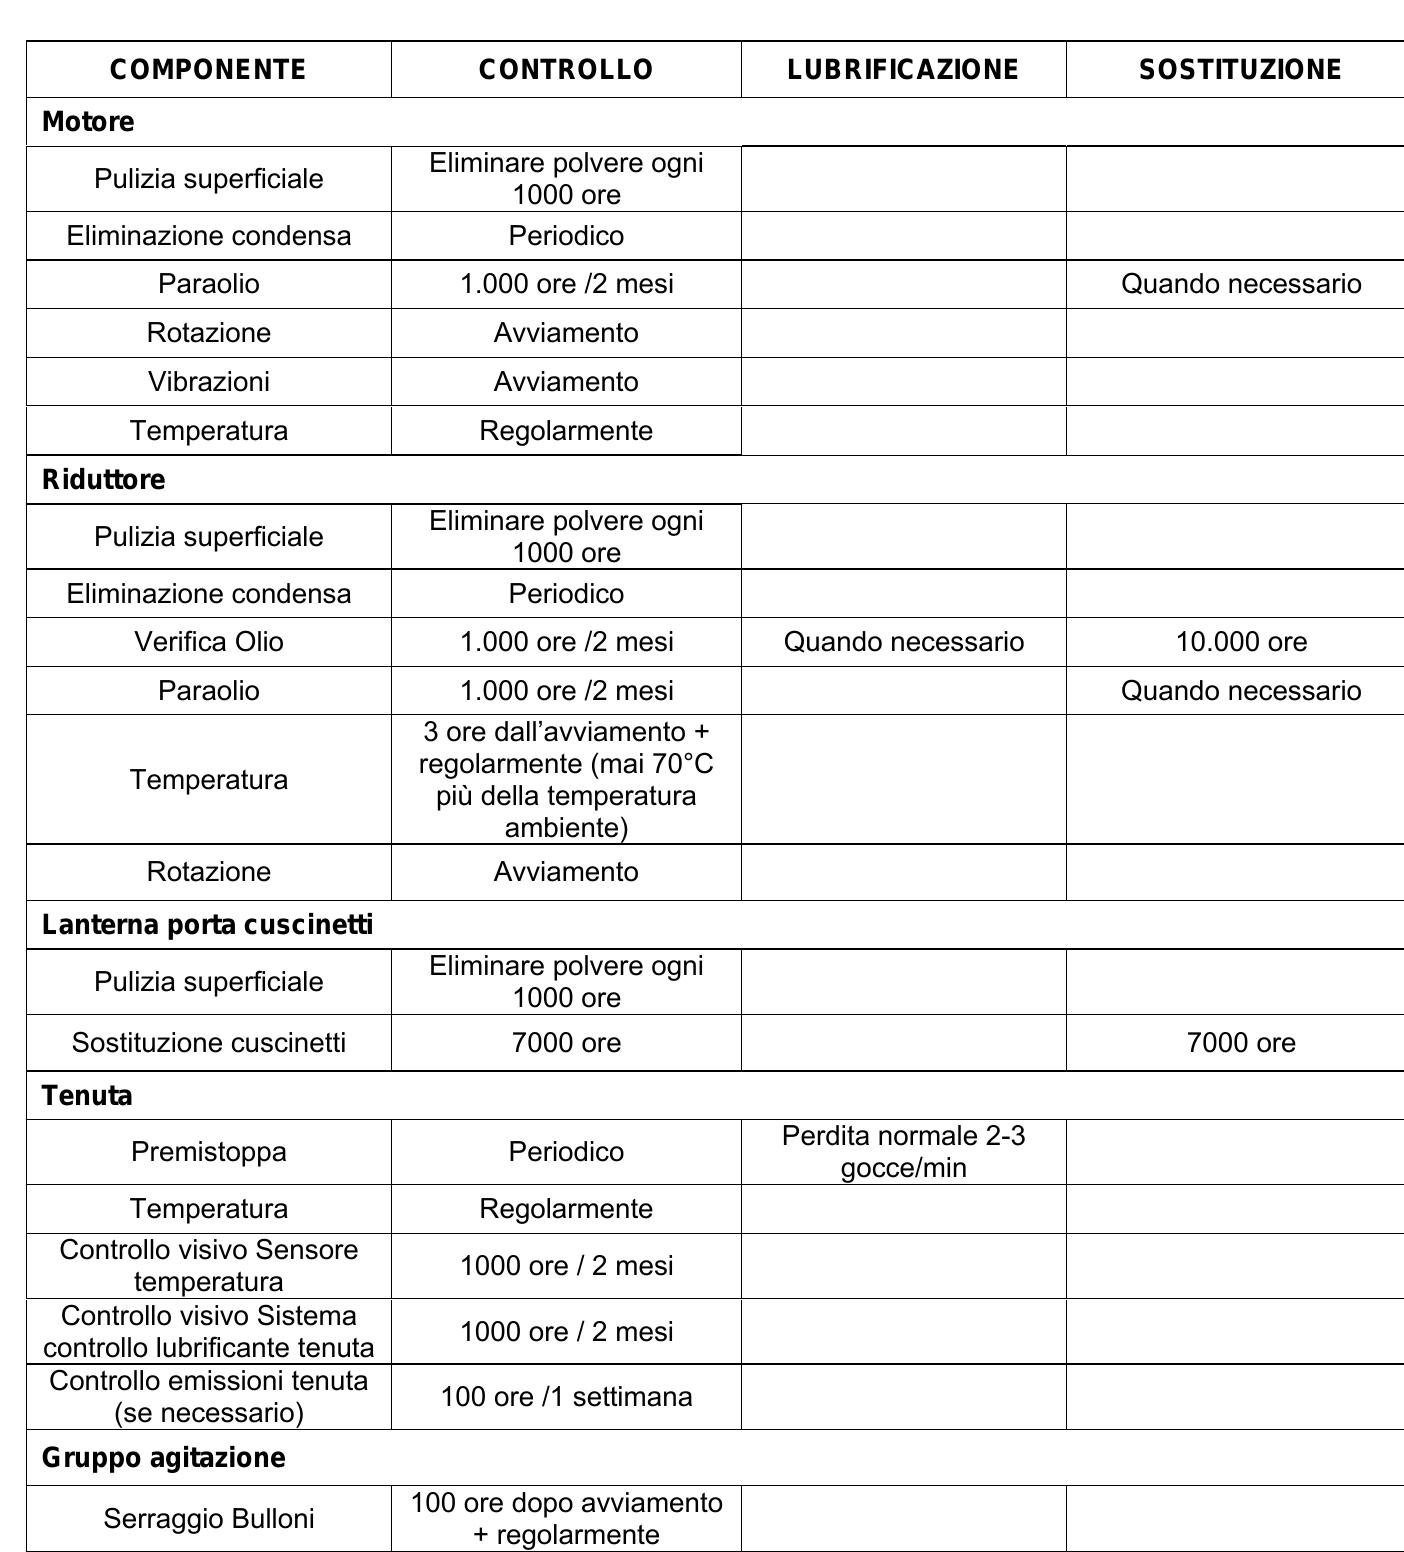 COMPONENTE CONTROLLO LUBRIFICAZIONE SOSTITUZIONE
Motore
Pulizia superficiale
Eliminare polvere ogni
1000 ore
Eliminazione condensa Periodico
Paraolio 1.000 ore /2 mesi Quando necessario
Rotazione Avviamento
Vibrazioni Avviamento
Temperatura Regolarmente
Riduttore
Pulizia superficiale
Eliminare polvere ogni
1000 ore
Eliminazione condensa Periodico
Verifica Olio 1.000 ore /2 mesi Quando necessario 10.000 ore
Paraolio 1.000 ore /2 mesi Quando necessario
Temperatura
3 ore dall’avviamento +
regolarmente (mai 70°C
più della temperatura
ambiente)
Rotazione Avviamento
Lanterna porta cuscinetti
Pulizia superficiale
Eliminare polvere ogni
1000 ore
Sostituzione cuscinetti 7000 ore 7000 ore
Tenuta
Premistoppa Periodico
Perdita normale 2-3
gocce/min
Temperatura Regolarmente
Controllo visivo Sensore
temperatura
1000 ore / 2 mesi
Controllo visivo Sistema
controllo lubrificante tenuta
1000 ore / 2 mesi
Controllo emissioni tenuta
(se necessario)
100 ore /1 settimana
Gruppo agitazione
Serraggio Bulloni
100 ore dopo avviamento
+ regolarmente